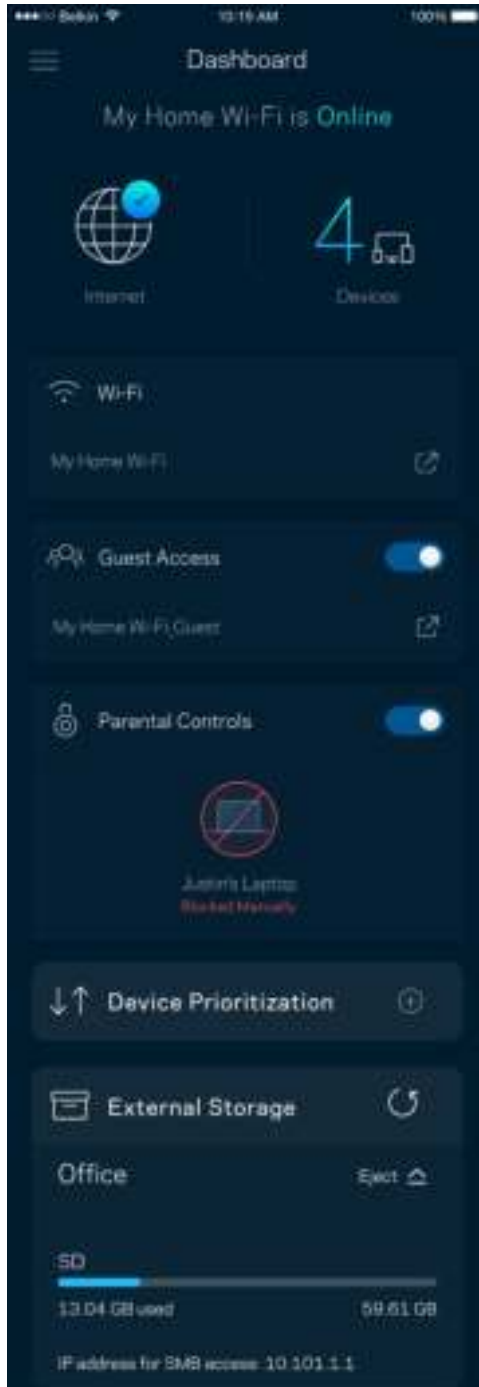 Belkin 10:15 AM 100%
Dashboard
My Home Wi-Fi is Online
4
Internet Devices
Wi-Fi
My Home Wi-Fi
Guest Access
My Home Wi-Fi_Guest
Parental Controls
Justin's Laptop
Blocked Manually
Device Prioritization
External Storage
Office Eject
SD
13.04 GB used 59.61 GB
IP address for SMB access: 10.101.1.1